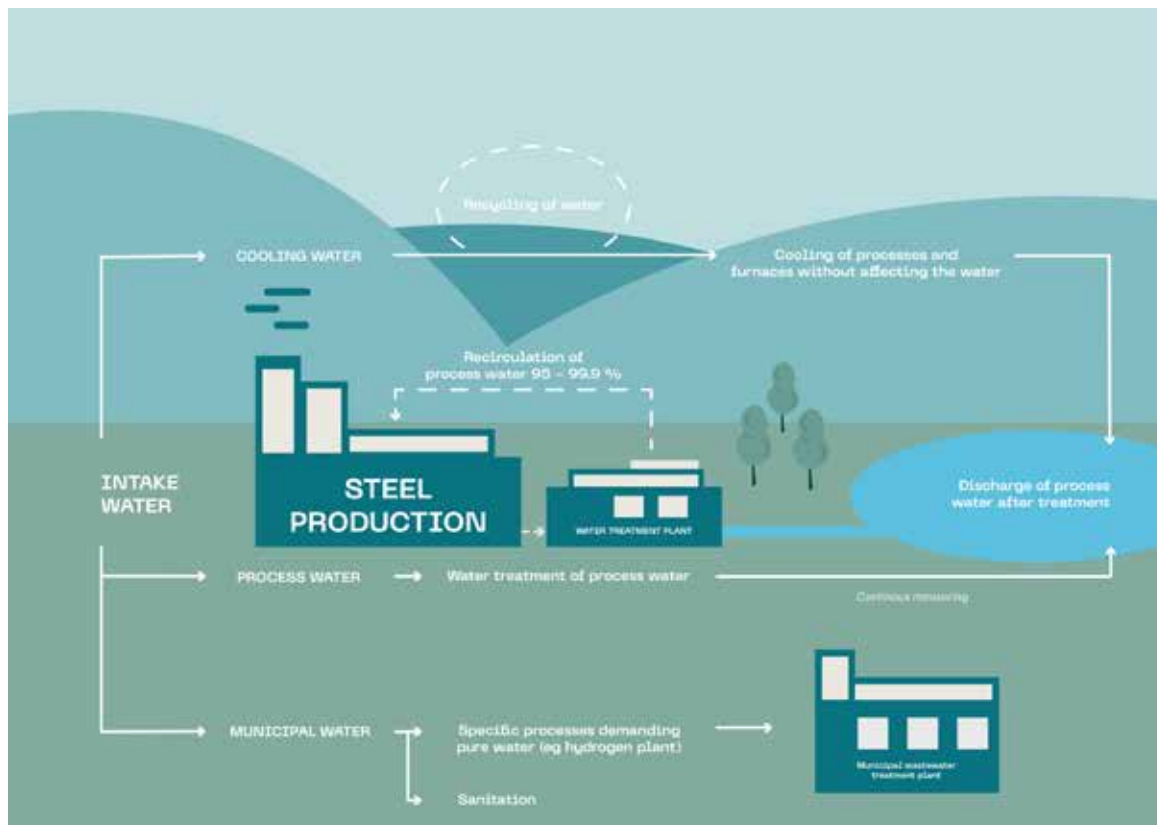 Recycling of water
COOLING WATER
Cooling of processes and
furnaces without affecting the water
Recirculation of
process water 95 – 99.9 %
INTAKE
WATER
STEEL
PRODUCTION
WATER TREATMENT PLANT
Discharge of process
water after treatment
PROCESS WATER
Water treatment of process water
MUNICIPAL WATER
Specific processes demanding
pure water (eg hydrogen plant)
Sanitation
Municipal wastewater
treatment plant